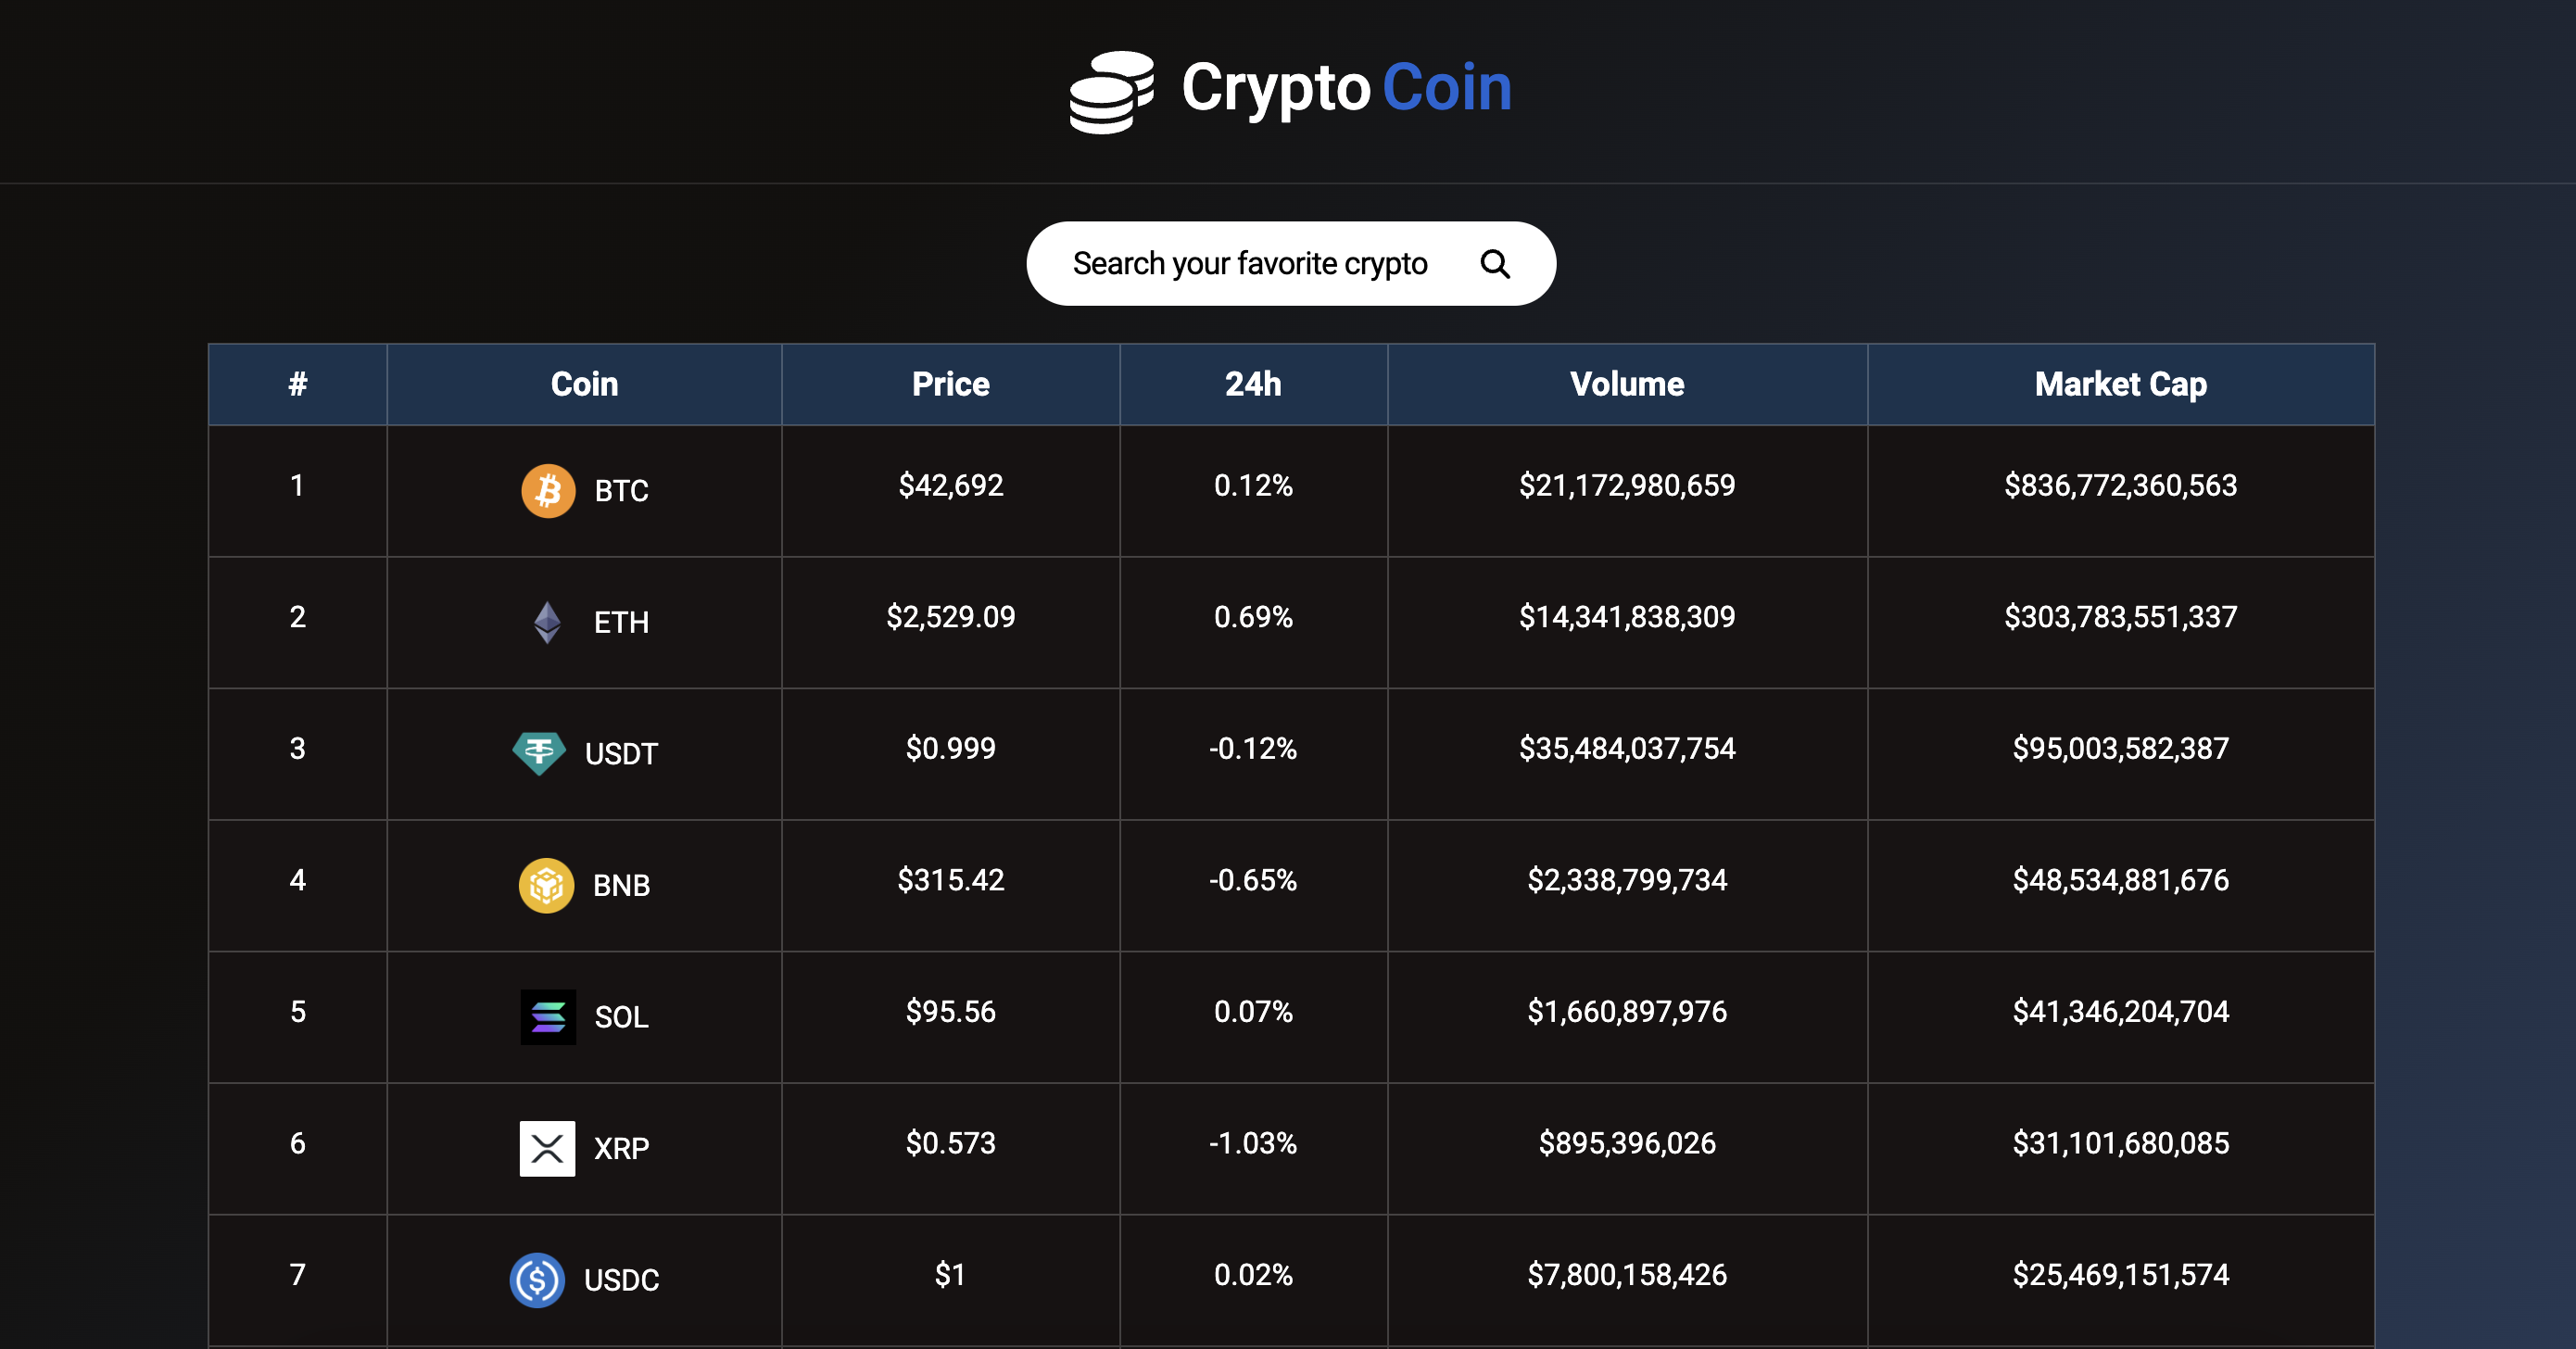 Crypto Coin
Search your favorite crypto
# Coin Price 24h Volume Market Cap
1 BTC $42,692 0.12% $21,172,980,659 $836,772,360,563
2 ETH $2,529.09 0.69% $14,341,838,309 $303,783,551,337
3 USDT $0.999 -0.12% $35,484,037,754 $95,003,582,387
4 BNB $315.42 -0.65% $2,338,799,734 $48,534,881,676
5 SOL $95.56 0.07% $1,660,897,976 $41,346,204,704
6 XRP $0.573 -1.03% $895,396,026 $31,101,680,085
7 USDC $1 0.02% $7,800,158,426 $25,469,151,574